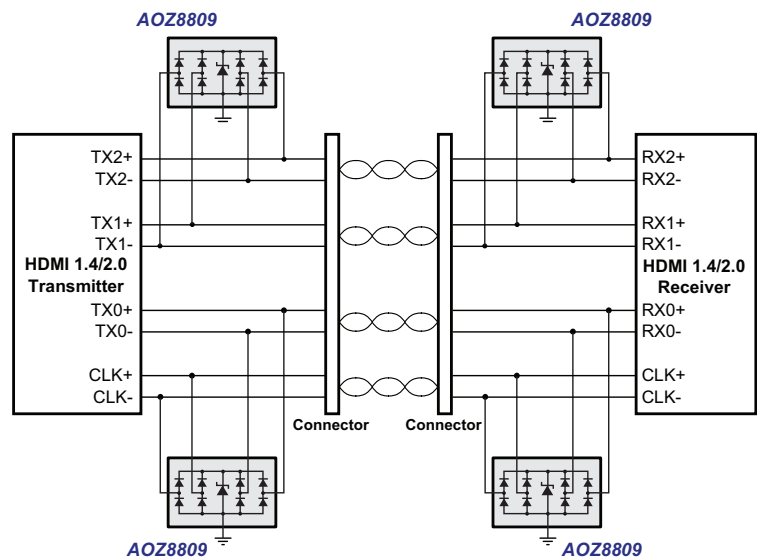 AOZ8809
AOZ8809
TX2+
TX2-
TX1+
TX1-
HDMI 1.4/2.0
Transmitter
TX0+
TX0-
CLK+
CLK-
RX2+
RX2-
RX1+
RX1-
HDMI 1.4/2.0
Receiver
RX0+
RX0-
CLK+
CLK-
Connector
Connector
AOZ8809
AOZ8809